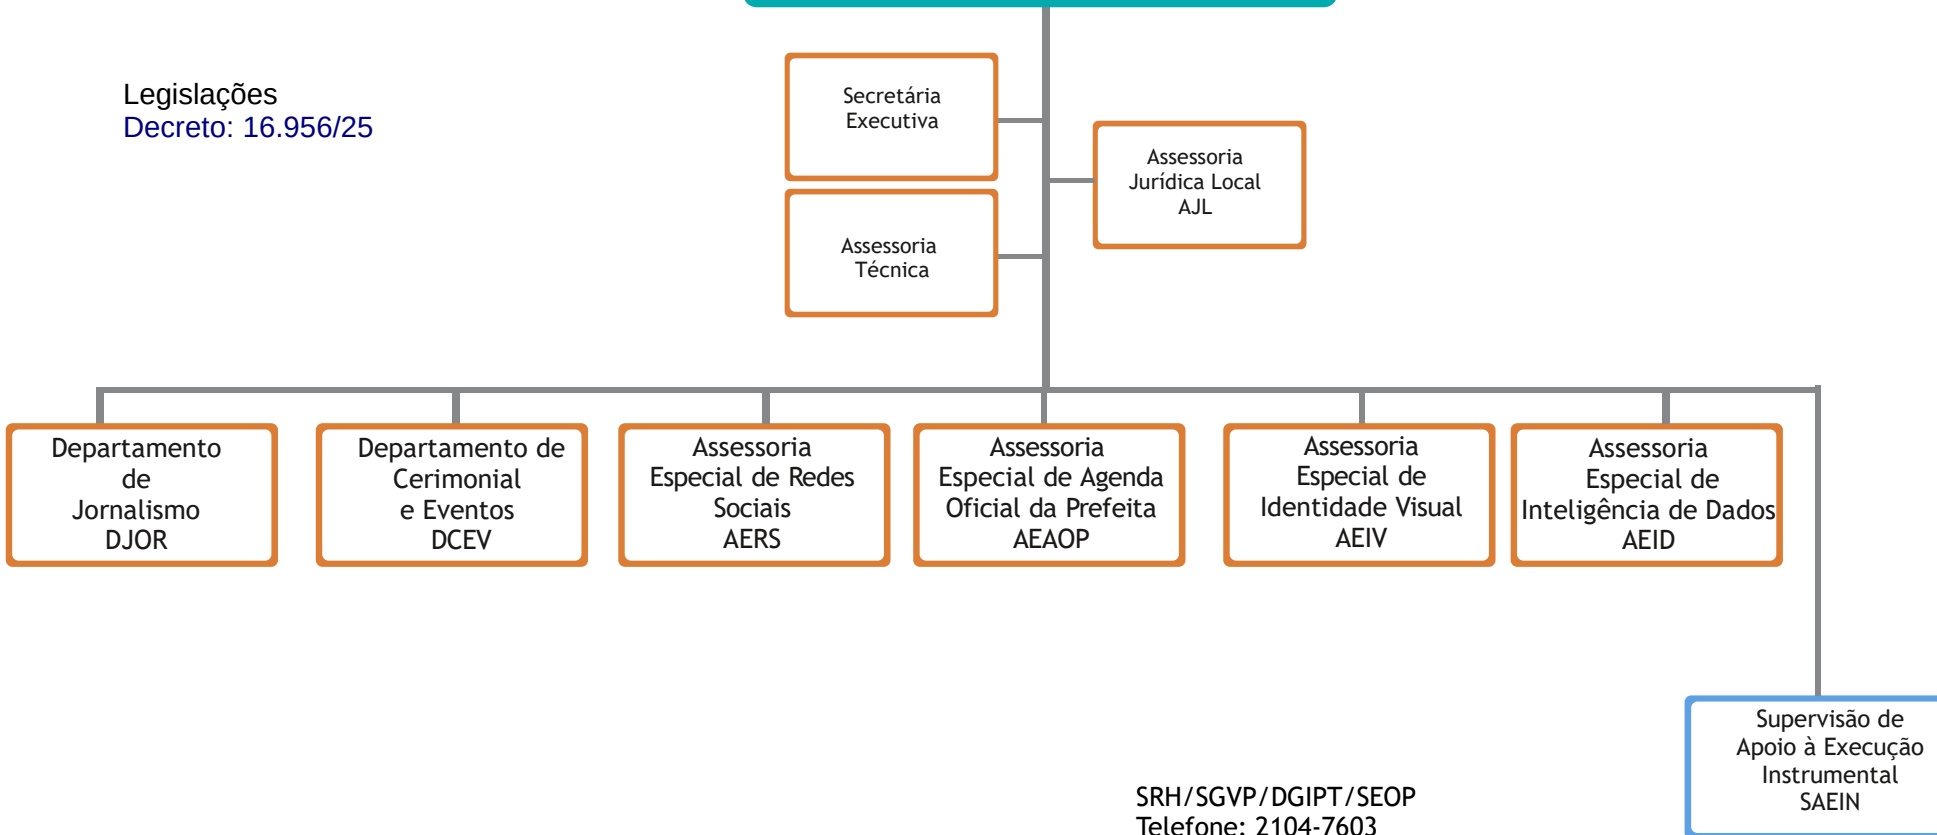 Legislações
Decreto: 16.956/25
Secretária
Executiva
Assessoria
Jurídica Local
AJL
Assessoria
Técnica
Departamento
de
Jornalismo
DJOR
Departamento de
Cerimonial
e Eventos
DCEV
Assessoria
Especial de Redes
Sociais
AERS
Assessoria
Especial de Agenda
Oficial da Prefeita
AEAOP
Assessoria
Especial de
Identidade Visual
AEIV
Assessoria
Especial de
Inteligência de Dados
AEID
Supervisão de
Apoio à Execução
Instrumental
SAEIN
SRH/SGVP/DGIPT/SEOP
Telefone: 2104-7603